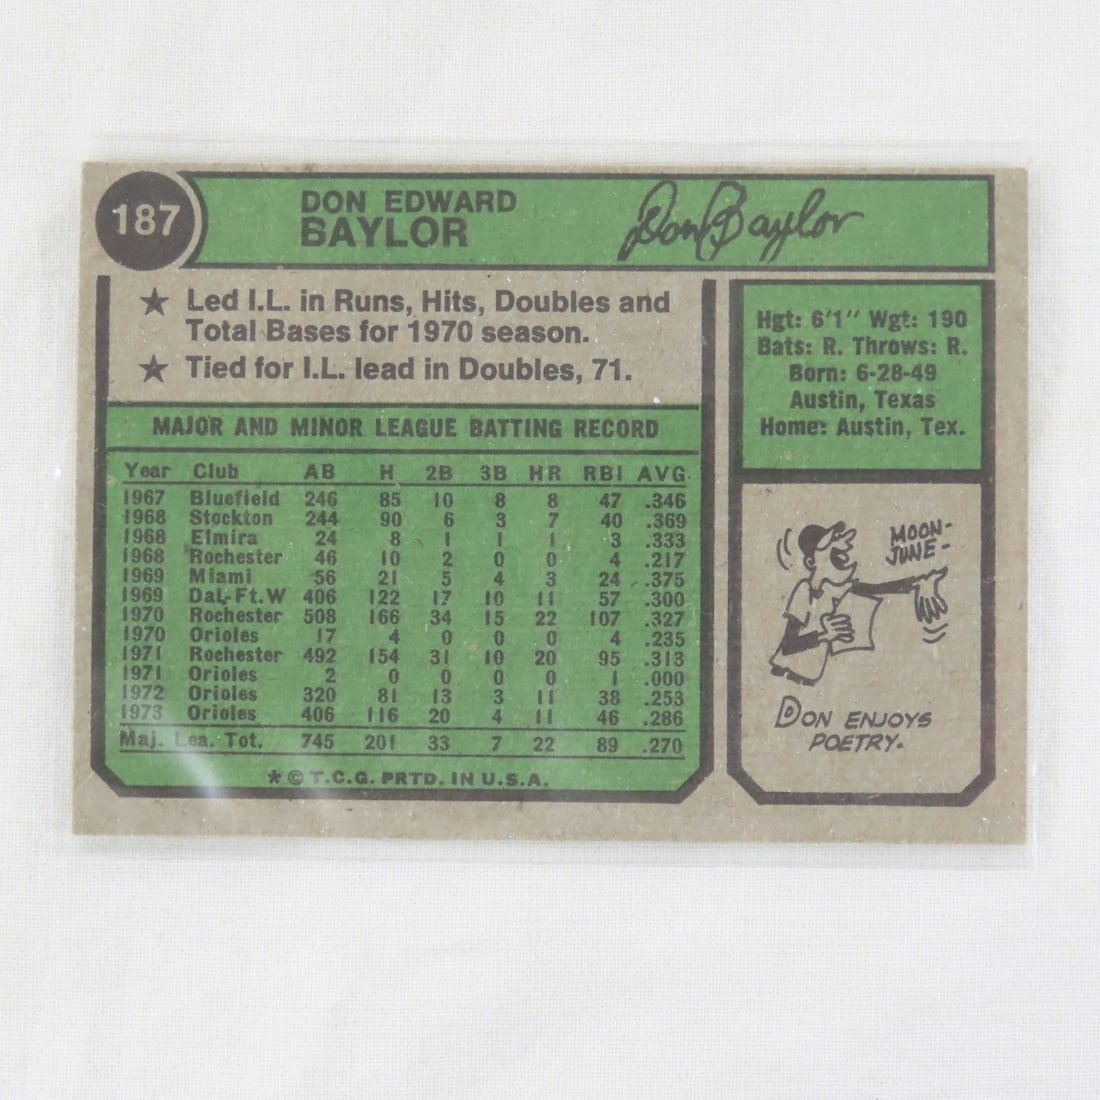 187
DON EDWARD
BAYLOR
Don Baylor
★ Led I.L. in Runs, Hits, Doubles and
Total Bases for 1970 season.
★ Tied for I.L. lead in Doubles, 71.
MAJOR AND MINOR LEAGUE BATTING RECORD
Year Club AB H 2B 3B HR RBI AVG.
1967 Bluefield 246 85 10 8 8 47 .346
1968 Stockton 244 90 6 3 7 40 .369
1968 Elmira 24 8 1 1 1 3 .333
1968 Rochester 46 10 2 0 0 4 .217
1969 Miami 56 21 5 4 3 24 .375
1969 Dal-Ft.W 406 122 17 10 11 57 .300
1970 Rochester 508 166 34 15 22 107 .327
1970 Orioles 17 4 0 0 0 4 .235
1971 Rochester 492 154 31 10 20 95 .313
1971 Orioles 2 0 0 0 0 1 .000
1972 Orioles 320 81 13 3 11 38 .253
1973 Orioles 406 116 20 4 11 46 .286
Maj. Lea. Tot. 745 201 33 7 22 89 .270
* © T.C.G. PRTD. IN U.S.A.
Hgt: 6'1" Wgt: 190
Bats: R. Throws: R.
Born: 6-28-49
Austin, Texas
Home: Austin, Tex.
MOON-
JUNE-
DON ENJOYS
POETRY.